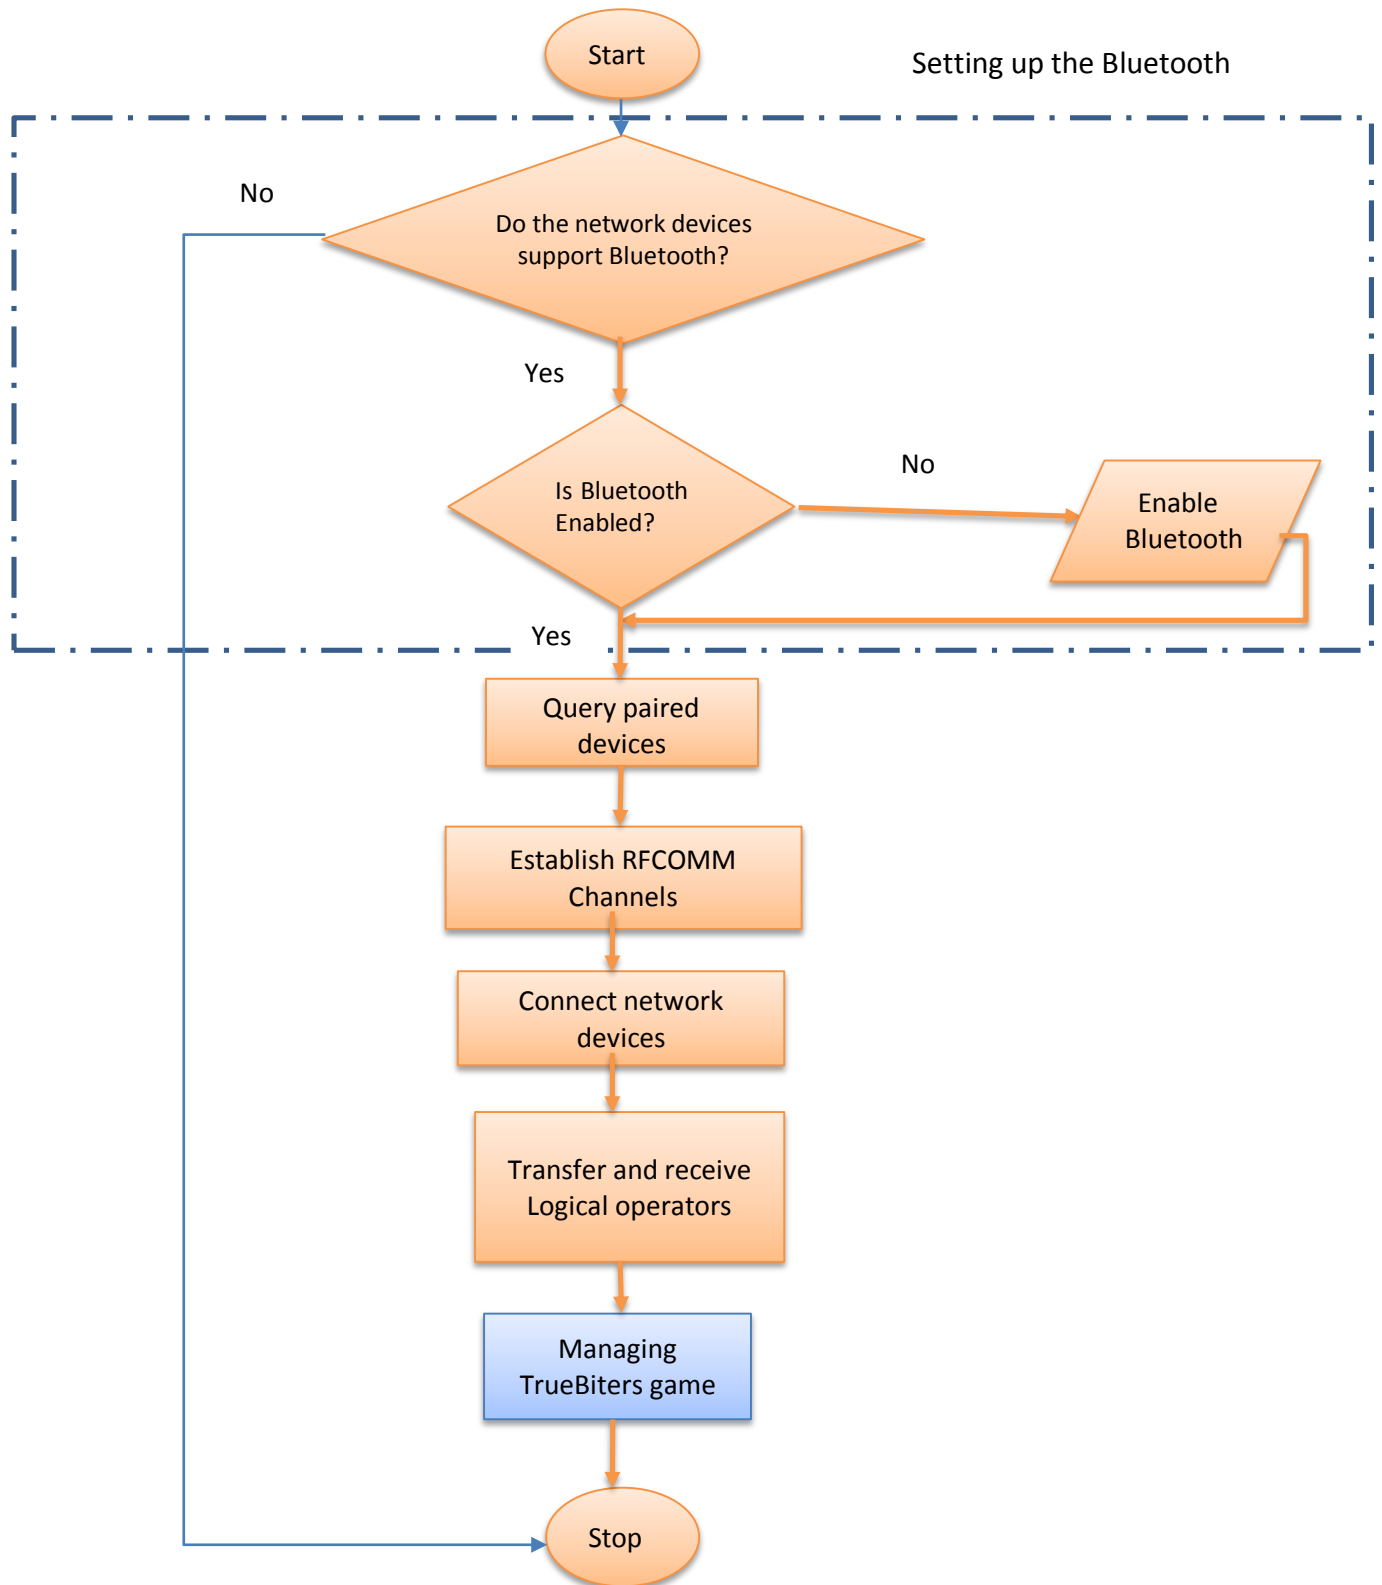 Start
Setting up the Bluetooth
No
Do the network devices
support Bluetooth?
Yes
Is Bluetooth
Enabled?
No
Enable
Bluetooth
Yes
Query paired
devices
Establish RFCOMM
Channels
Connect network
devices
Transfer and receive
Logical operators
Managing
TrueBiters game
Stop